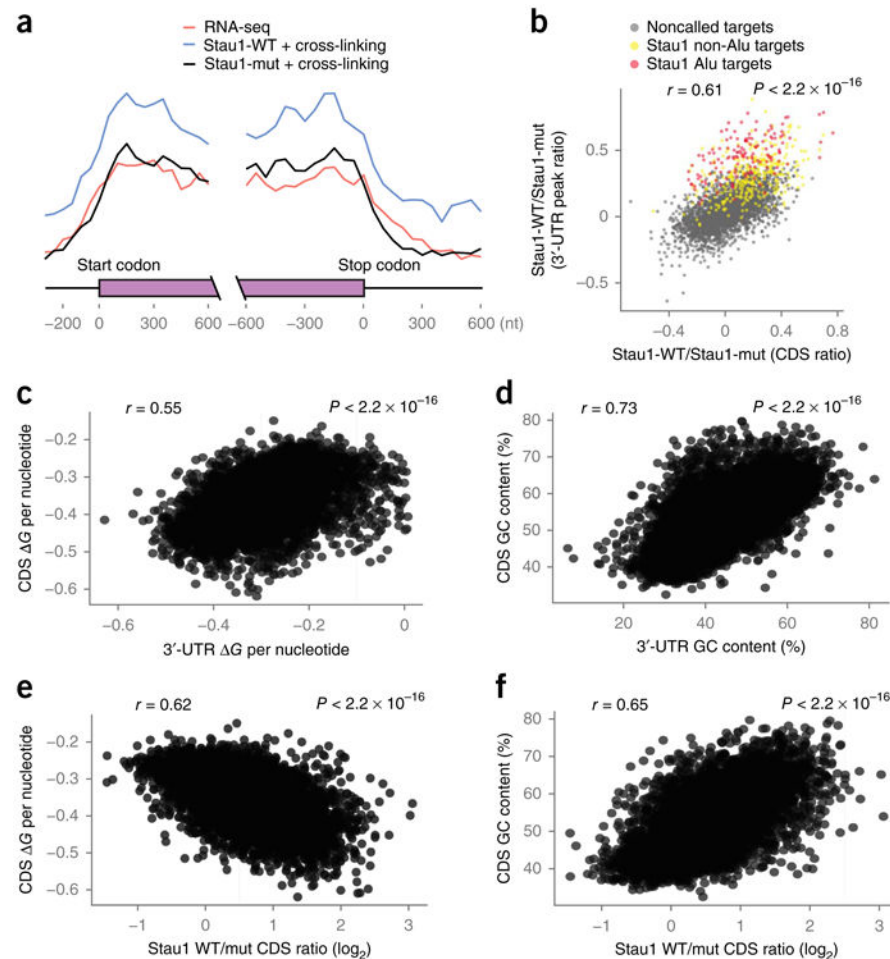 a
RNA-seq
Stau1-WT + cross-linking
Stau1-mut + cross-linking
Start codon
Stop codon
−200 0 300 600 −600 −300 0 300 600 (nt)
b
Noncalled targets
Stau1 non-Alu targets
Stau1 Alu targets
r = 0.61 P < 2.2 × 10⁻¹⁶
Stau1-WT/Stau1-mut
(3′-UTR peak ratio)
0.5
0
−0.5
−0.4 0 0.4 0.8
Stau1-WT/Stau1-mut (CDS ratio)
c
r = 0.55 P < 2.2 × 10⁻¹⁶
CDS ΔG per nucleotide
−0.2
−0.3
−0.4
−0.5
−0.6
−0.6 −0.4 −0.2 0
3′-UTR ΔG per nucleotide
d
r = 0.73 P < 2.2 × 10⁻¹⁶
CDS GC content (%)
80
70
60
50
40
20 40 60 80
3′-UTR GC content (%)
e
r = 0.62 P < 2.2 × 10⁻¹⁶
CDS ΔG per nucleotide
−0.2
−0.3
−0.4
−0.5
−0.6
−1 0 1 2 3
Stau1 WT/mut CDS ratio (log₂)
f
r = 0.65 P < 2.2 × 10⁻¹⁶
CDS GC content (%)
80
70
60
50
40
−1 0 1 2 3
Stau1 WT/mut CDS ratio (log₂)